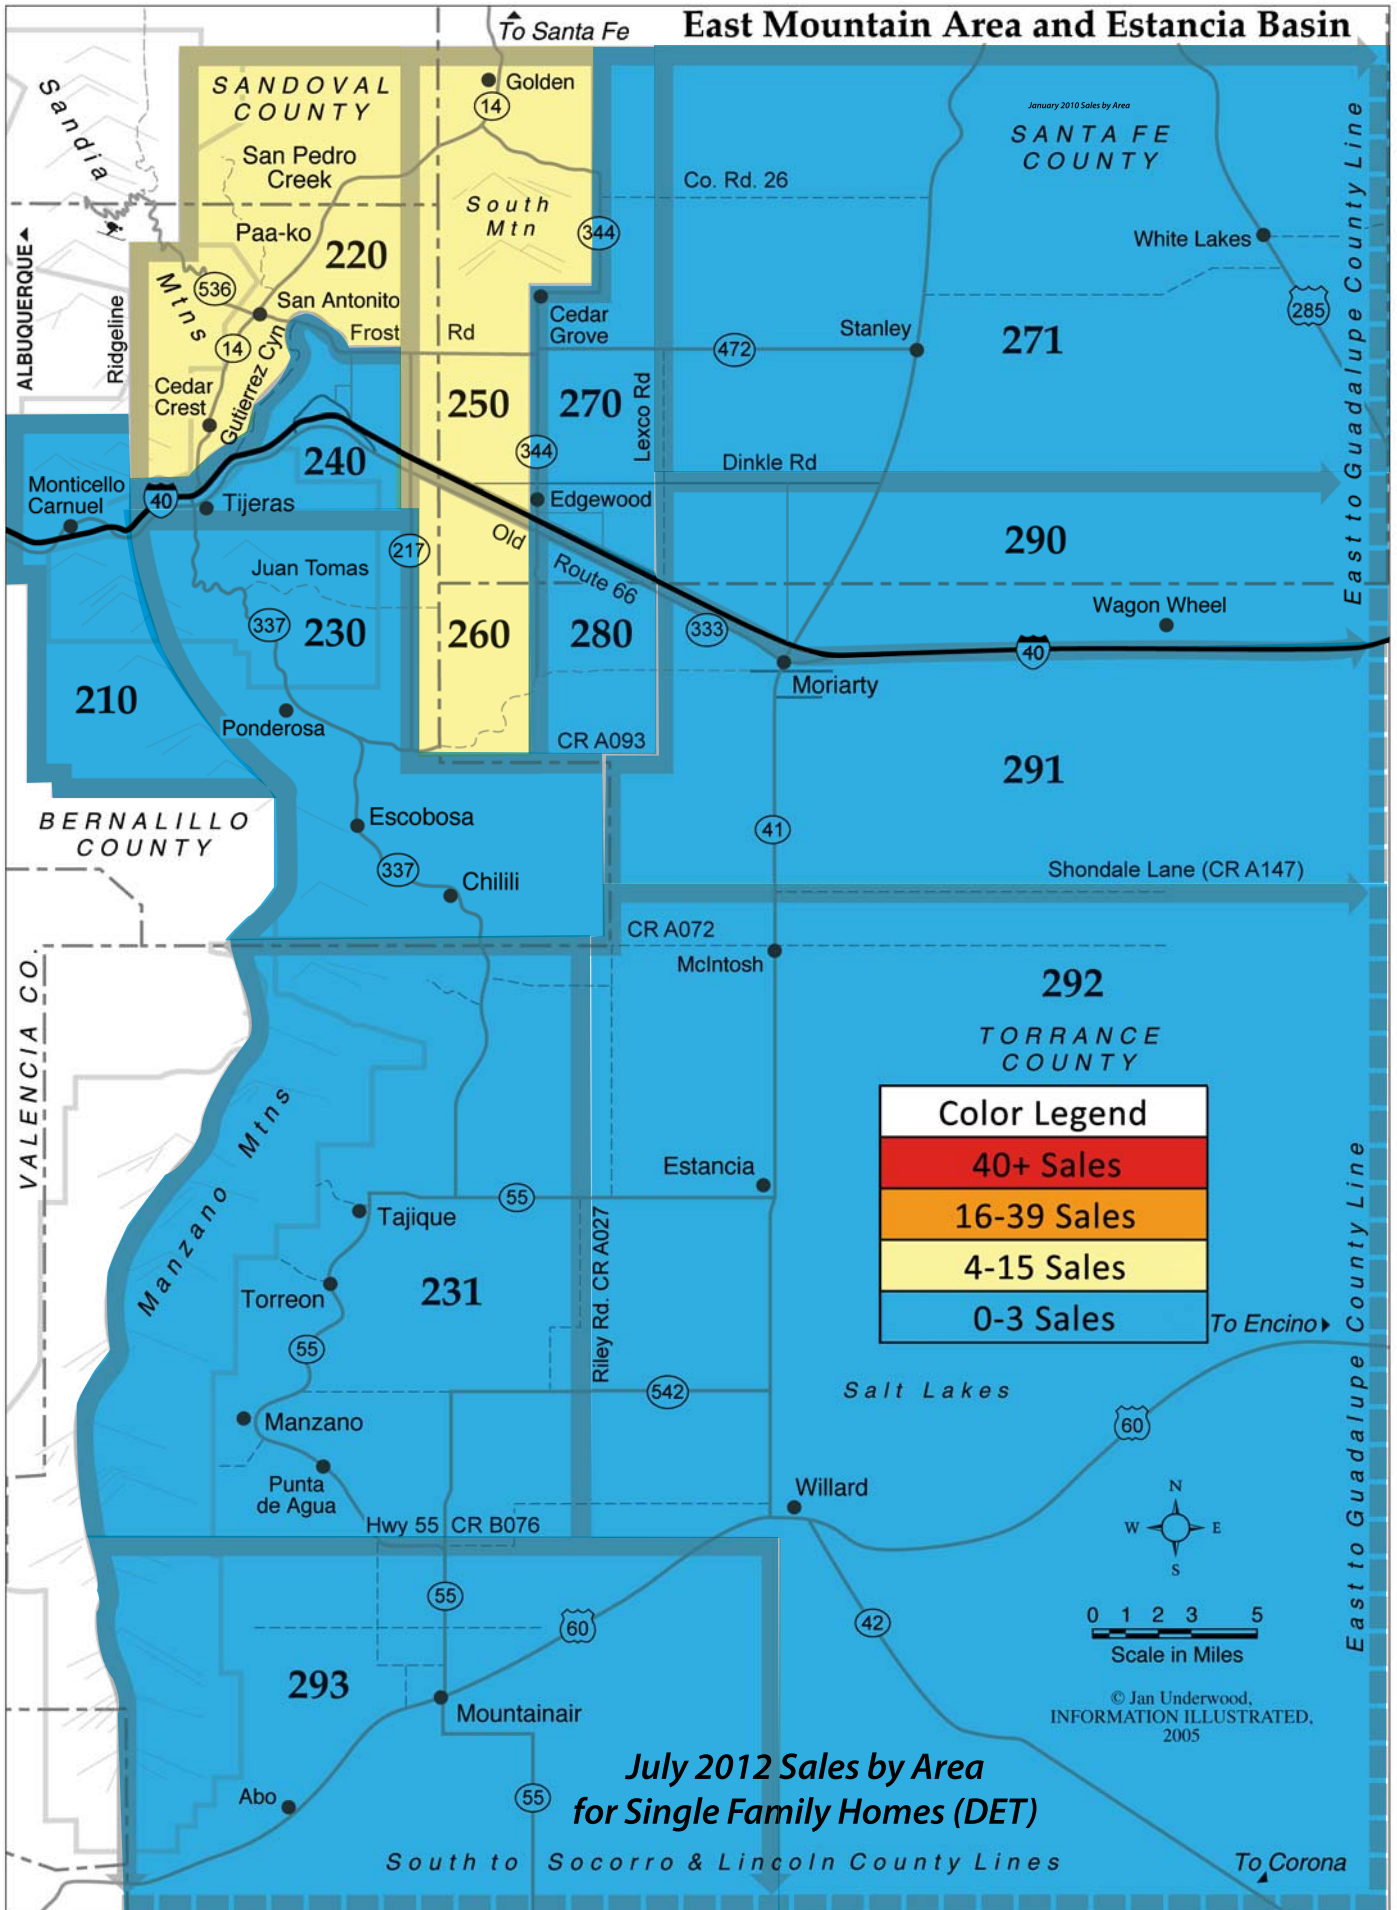 East Mountain Area and Estancia Basin
To Santa Fe
January 2010 Sales by Area
SANDOVAL
COUNTY
Golden
14
SANTA FE
COUNTY
Sandia
Mtns
San Pedro
Creek
Co. Rd. 26
South
Mtn
344
Paa-ko
220
White Lakes
ALBUQUERQUE
Ridgeline
536
San Antonito
Cedar
Grove
285
East to Guadalupe County Line
14
Gutierrez Cyn
Frost
Rd
472
Stanley
271
Cedar
Crest
250
270
Lexco Rd
344
240
Dinkle Rd
Monticello
Carnuel
40
Tijeras
Edgewood
Old
Route 66
217
290
Juan Tomas
337
230
260
280
333
Wagon Wheel
40
Moriarty
210
Ponderosa
CR A093
291
BERNALILLO
COUNTY
Escobosa
41
337
Chilili
Shondale Lane (CR A147)
CR A072
McIntosh
VALENCIA CO.
292
TORRANCE
COUNTY
Manzano Mtns
Color Legend
40+ Sales
16-39 Sales
4-15 Sales
0-3 Sales
Estancia
Tajique
55
Riley Rd. CR A027
231
Torreon
55
To Encino
East to Guadalupe County Line
542
Salt Lakes
60
Manzano
Punta
de Agua
Willard
Hwy 55
CR B076
N
W
E
S
55
60
42
0 1 2 3 5
Scale in Miles
293
Mountainair
© Jan Underwood,
INFORMATION ILLUSTRATED,
2005
July 2012 Sales by Area
for Single Family Homes (DET)
Abo
55
South to Socorro & Lincoln County Lines
To Corona